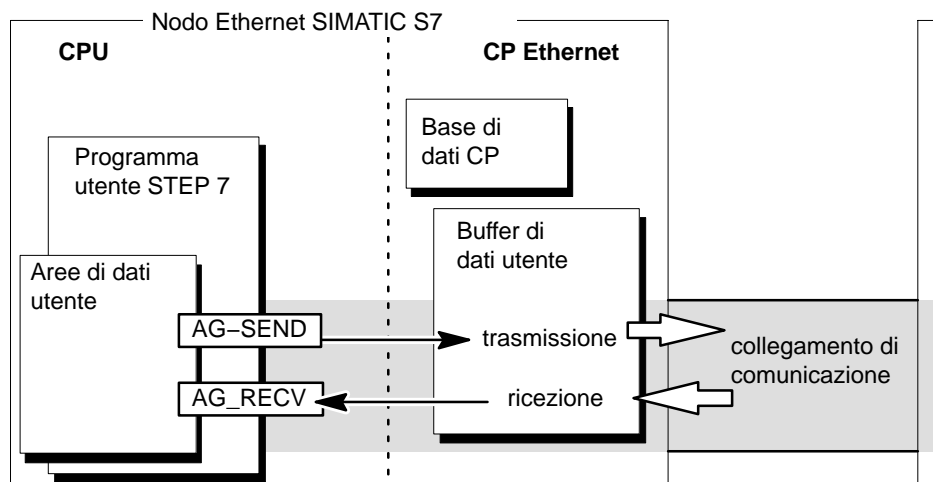 Nodo Ethernet SIMATIC S7
CPU
CP Ethernet
Base di
dati CP
Programma
utente STEP 7
Buffer di
dati utente
Aree di dati
utente
AG–SEND
trasmissione
collegamento di
comunicazione
AG_RECV
ricezione